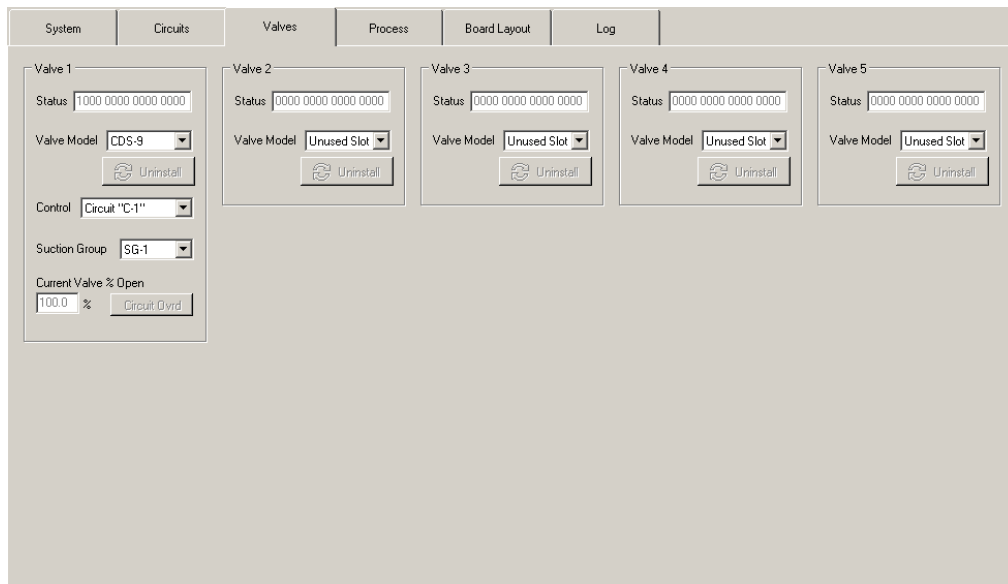 System Circuits Valves Process Board Layout Log
Valve 1
Status 1000 0000 0000 0000
Valve Model CDS-9
Uninstall
Control Circuit "C-1"
Suction Group SG-1
Current Valve % Open
100.0 % Circuit Ovrd
Valve 2
Status 0000 0000 0000 0000
Valve Model Unused Slot
Uninstall
Valve 3
Status 0000 0000 0000 0000
Valve Model Unused Slot
Uninstall
Valve 4
Status 0000 0000 0000 0000
Valve Model Unused Slot
Uninstall
Valve 5
Status 0000 0000 0000 0000
Valve Model Unused Slot
Uninstall